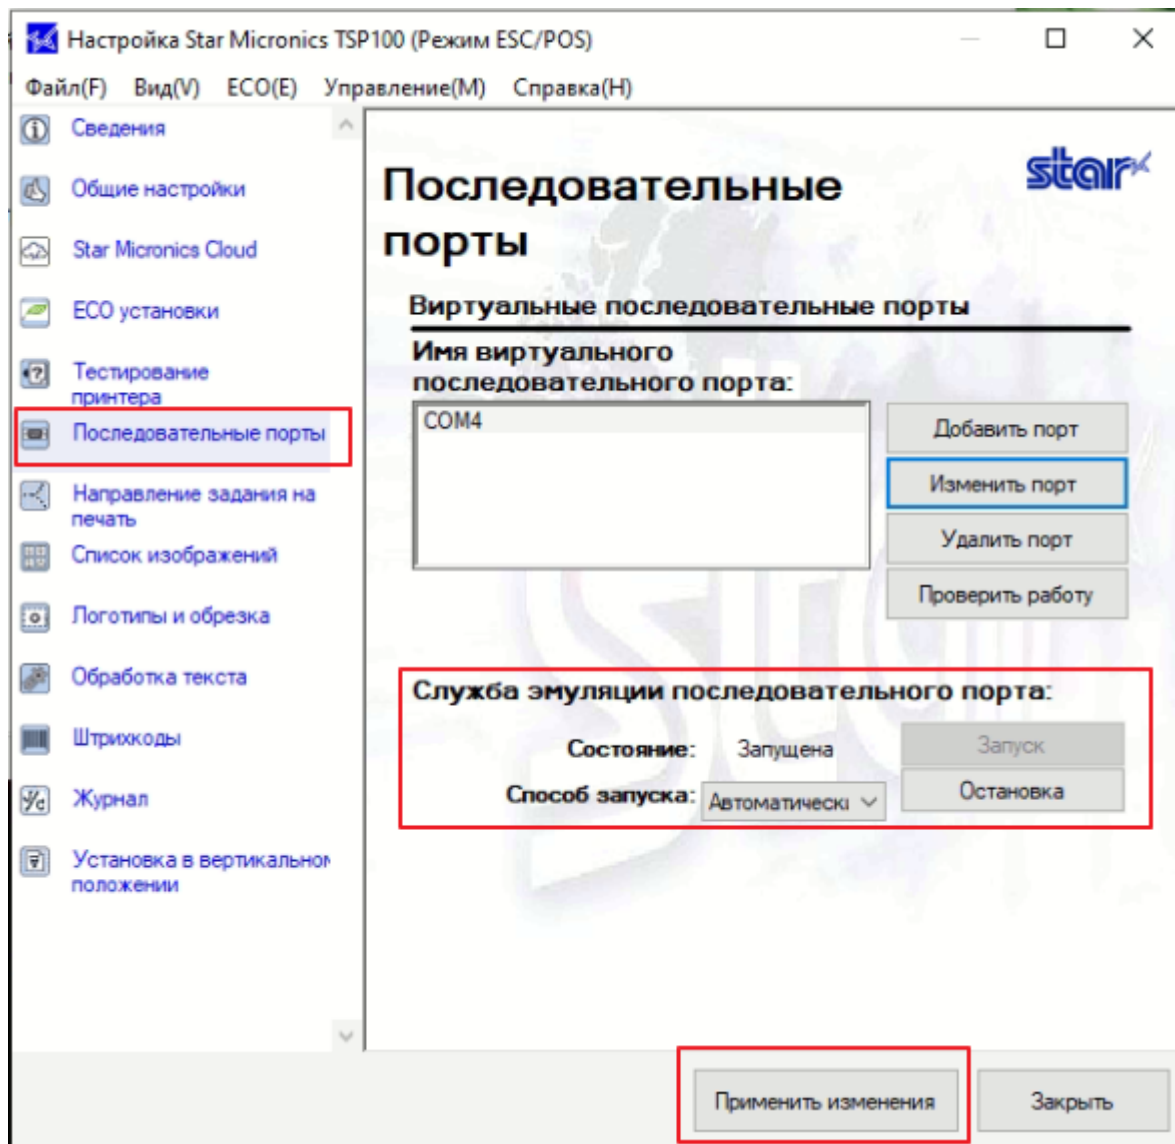 Настройка Star Micronics TSP100 (Режим ESC/POS)
Файл(F) Вид(V) ECO(E) Управление(M) Справка(H)
Сведения
Общие настройки
Star Micronics Cloud
ECO установки
Тестирование
принтера
Последовательные порты
Направление задания на
печать
Список изображений
Логотипы и обрезка
Обработка текста
Штрихкоды
Журнал
Установка в вертикальном
положении
star
Последовательные
порты
Виртуальные последовательные порты
Имя виртуального
последовательного порта:
COM4
Добавить порт
Изменить порт
Удалить порт
Проверить работу
Служба эмуляции последовательного порта:
Состояние: Запущена
Запуск
Способ запуска: Автоматически
Остановка
Применить изменения
Закрыть